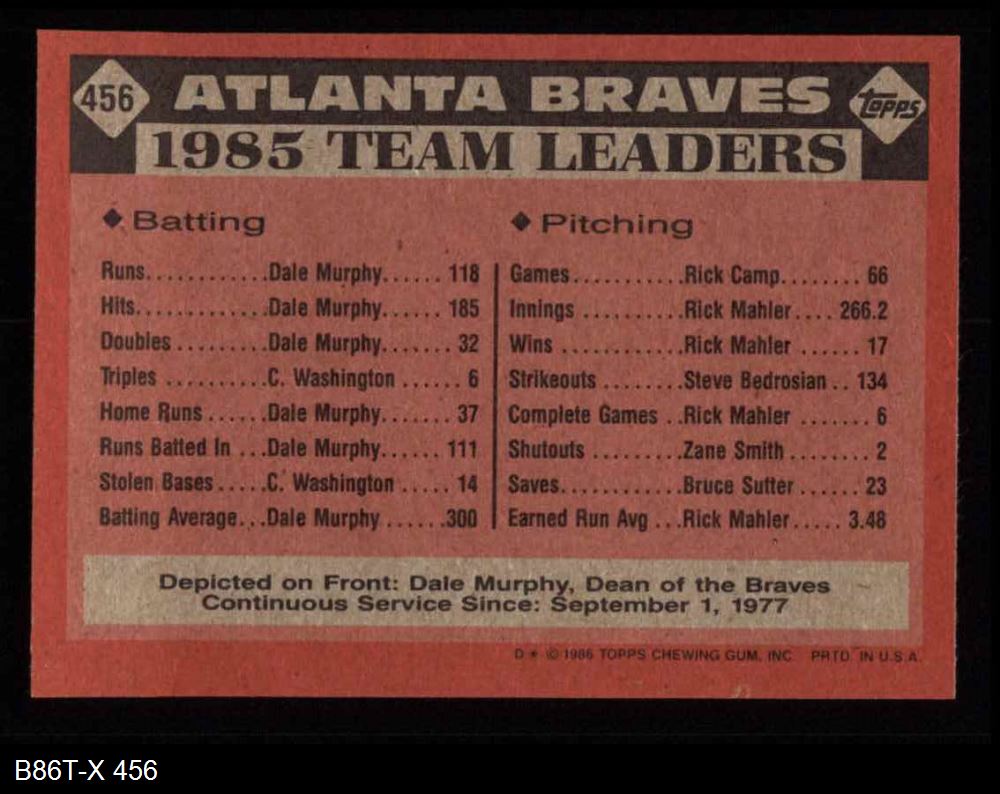 456 ATLANTA BRAVES TOPPS
1985 TEAM LEADERS
◆ Batting
Runs............Dale Murphy......118
Hits............Dale Murphy......185
Doubles.........Dale Murphy.......32
Triples..........C. Washington......6
Home Runs......Dale Murphy.......37
Runs Batted In ...Dale Murphy......111
Stolen Bases.....C. Washington.....14
Batting Average...Dale Murphy......300
◆ Pitching
Games...........Rick Camp........66
Innings..........Rick Mahler....266.2
Wins............Rick Mahler......17
Strikeouts........Steve Bedrosian..134
Complete Games..Rick Mahler.......6
Shutouts.........Zane Smith........2
Saves............Bruce Sutter......23
Earned Run Avg...Rick Mahler.....3.48
Depicted on Front: Dale Murphy, Dean of the Braves
Continuous Service Since: September 1, 1977
D * © 1986 TOPPS CHEWING GUM, INC. PRTD. IN U.S.A.
B86T-X 456